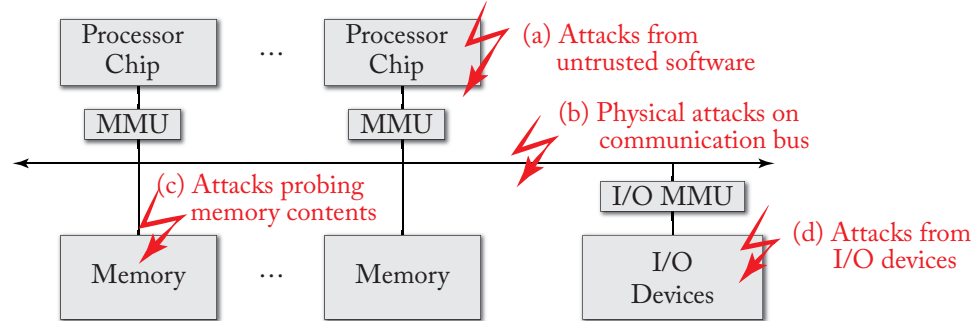 Processor
Chip
...
Processor
Chip
(a) Attacks from
untrusted software
MMU
MMU
(b) Physical attacks on
communication bus
(c) Attacks probing
memory contents
I/O MMU
Memory
...
Memory
I/O
Devices
(d) Attacks from
I/O devices